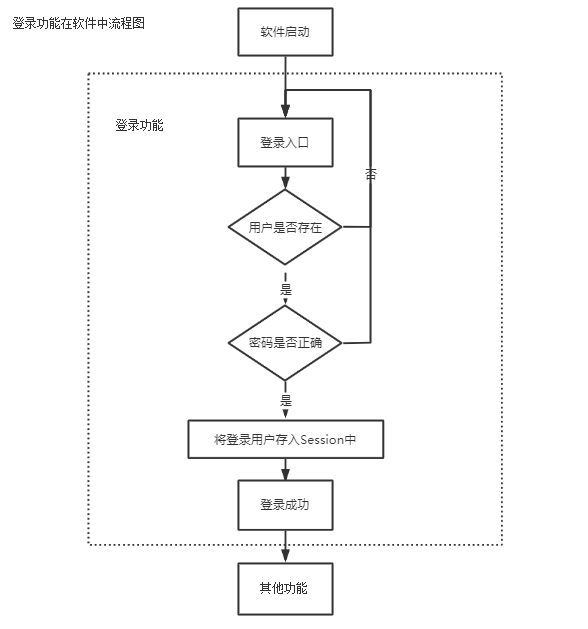 登录功能在软件中流程图
软件启动
登录功能
登录入口
否
用户是否存在
是
密码是否正确
是
将登录用户存入Session中
登录成功
其他功能